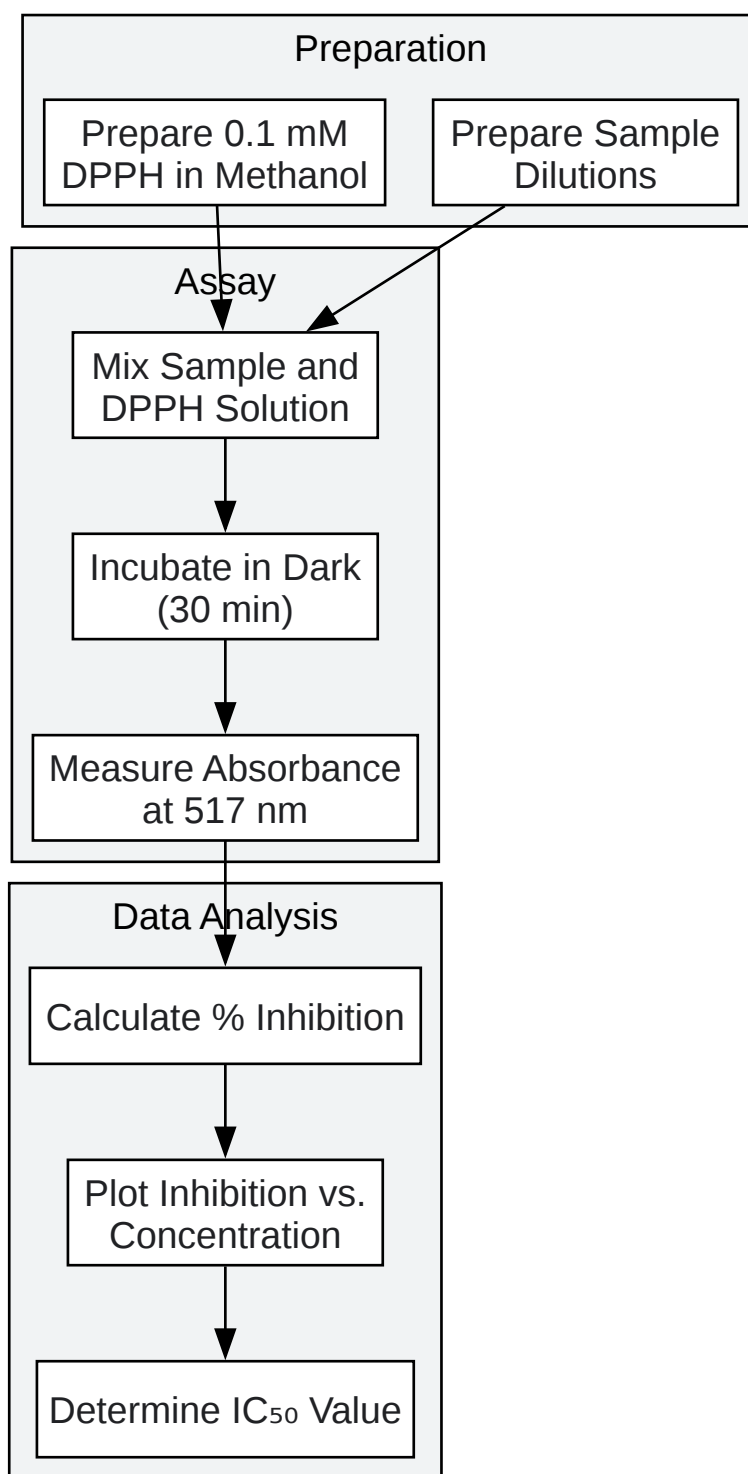 Preparation
Prepare 0.1 mM
DPPH in Methanol
Prepare Sample
Dilutions
Assay
Mix Sample and
DPPH Solution
Incubate in Dark
(30 min)
Measure Absorbance
at 517 nm
Data Analysis
Calculate % Inhibition
Plot Inhibition vs.
Concentration
Determine IC₅₀ Value